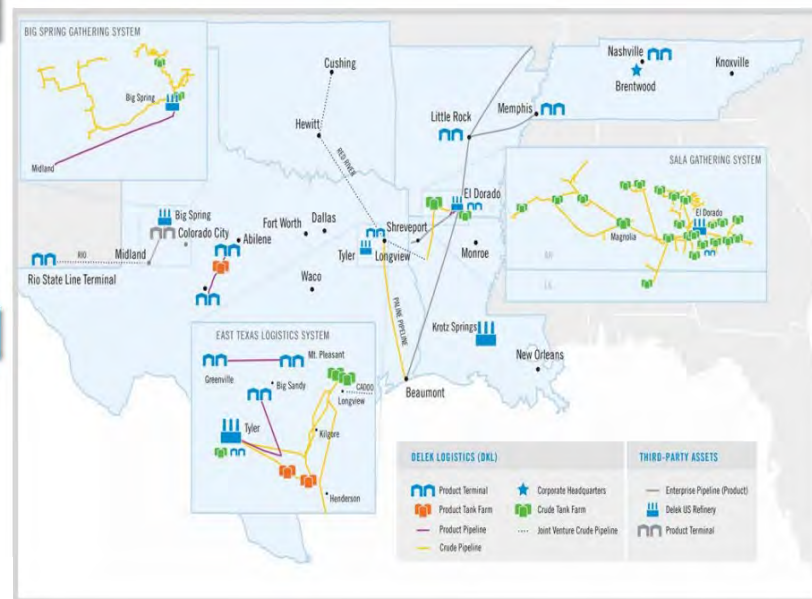 BIG SPRING GATHERING SYSTEM
Big Spring
Midland
Cushing
Hewitt
RED RIVER
Nashville
Brentwood
Knoxville
Little Rock
Memphis
SALA GATHERING SYSTEM
El Dorado
Magnolia
AR
LA
El Dorado
Big Spring
Colorado City
Midland
RIO
Rio State Line Terminal
Abilene
Fort Worth
Dallas
Waco
Tyler
Longview
Shreveport
Monroe
PALINE PIPELINE
Krotz Springs
New Orleans
Beaumont
EAST TEXAS LOGISTICS SYSTEM
Mt. Pleasant
Greenville
Big Sandy
CADDO
Longview
Tyler
Kilgore
Henderson
DELEK LOGISTICS (DKL)
Product Terminal
Corporate Headquarters
Product Tank Farm
Crude Tank Farm
Product Pipeline
Joint Venture Crude Pipeline
Crude Pipeline
THIRD-PARTY ASSETS
Enterprise Pipeline (Product)
Delek US Refinery
Product Terminal